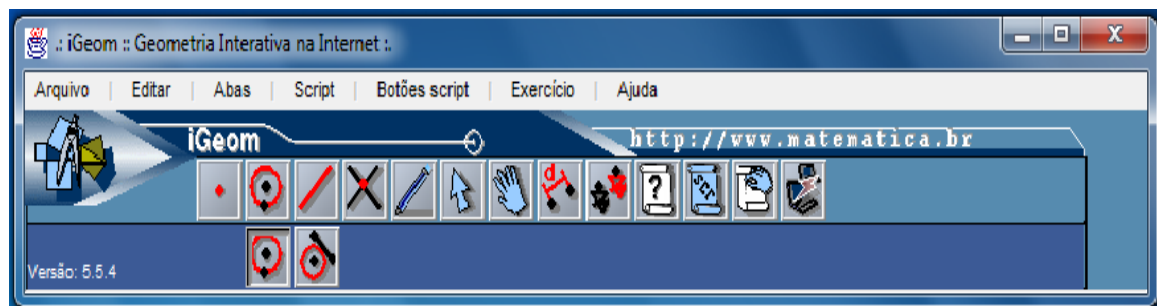 .: iGeom :: Geometria Interativa na Internet :.
Arquivo | Editar | Abas | Script | Botões script | Exercício | Ajuda
iGeom
http://www.matematica.br
d
?
Versão: 5.5.4